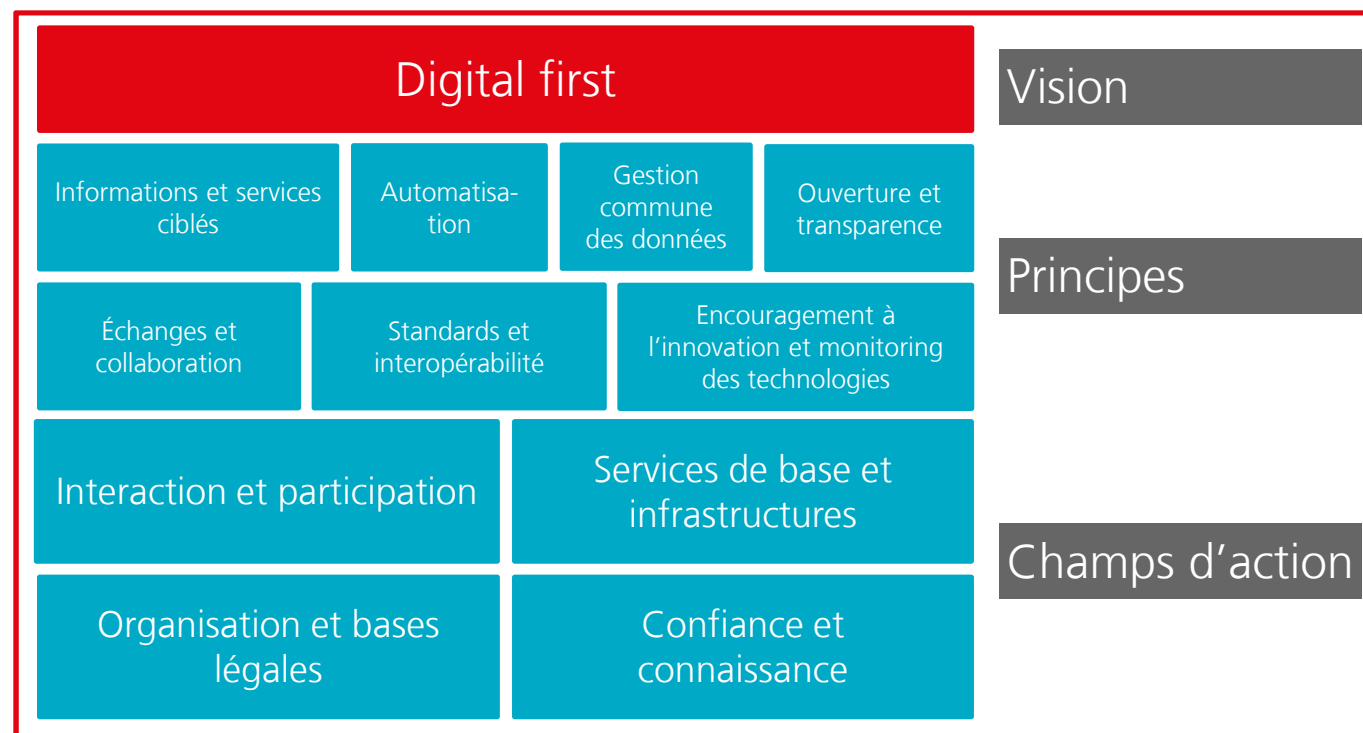 Digital first
Vision
Informations et services
ciblés
Automatisa-
tion
Gestion
commune
des données
Ouverture et
transparence
Principes
Échanges et
collaboration
Standards et
interopérabilité
Encouragement à
l’innovation et monitoring
des technologies
Interaction et participation
Services de base et
infrastructures
Champs d’action
Organisation et bases
légales
Confiance et
connaissance